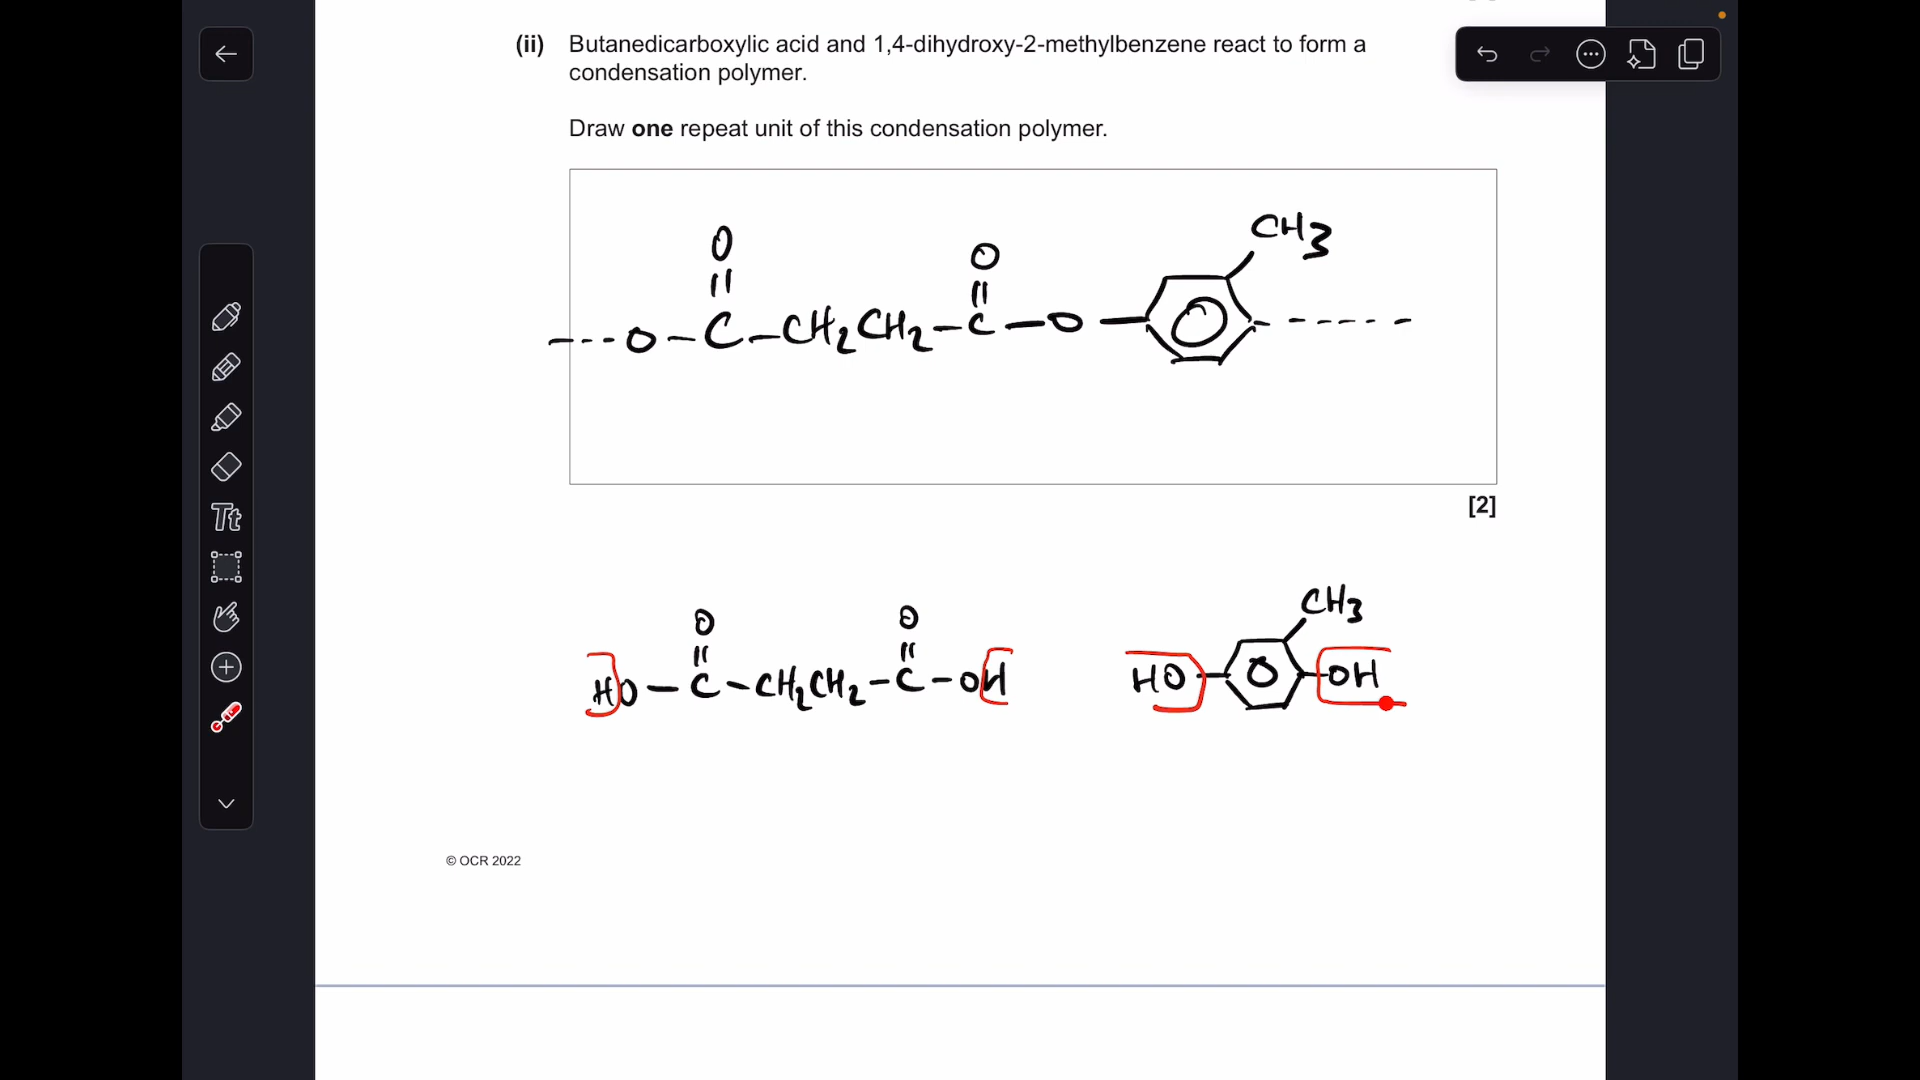 (ii) Butanedicarboxylic acid and 1,4-dihydroxy-2-methylbenzene react to form a
condensation polymer.
Draw one repeat unit of this condensation polymer.
CH3
O O
---O-C-CH2CH2-C-O-
[2]
CH3
O O
HO-C-CH2CH2-C-OH HO- -OH
© OCR 2022
Tt